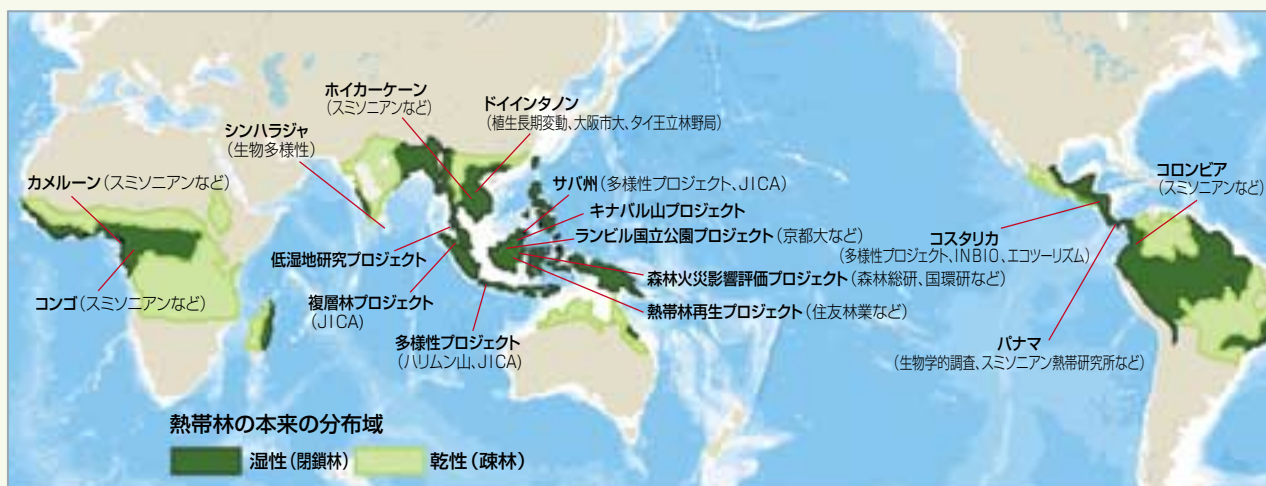 ホイカーケーン
(スミソニアンなど)
ドイインタノン
(植生長期変動、大阪市大、タイ王立林野局)
シンハラジャ
(生物多様性)
カメルーン(スミソニアンなど)
サバ州(多様性プロジェクト、JICA)
キナバル山プロジェクト
ランビル国立公園プロジェクト(京都大など)
コロンビア
(スミソニアンなど)
コスタリカ
(多様性プロジェクト、INBIO、エコツーリズム)
低湿地研究プロジェクト
森林火災影響評価プロジェクト(森林総研、国環研など)
コンゴ(スミソニアンなど)
複層林プロジェクト
(JICA)
熱帯林再生プロジェクト(住友林業など)
多様性プロジェクト
(ハリムン山、JICA)
パナマ
(生物学的調査、スミソニアン熱帯研究所など)
熱帯林の本来の分布域
湿性(閉鎖林)
乾性(疎林)